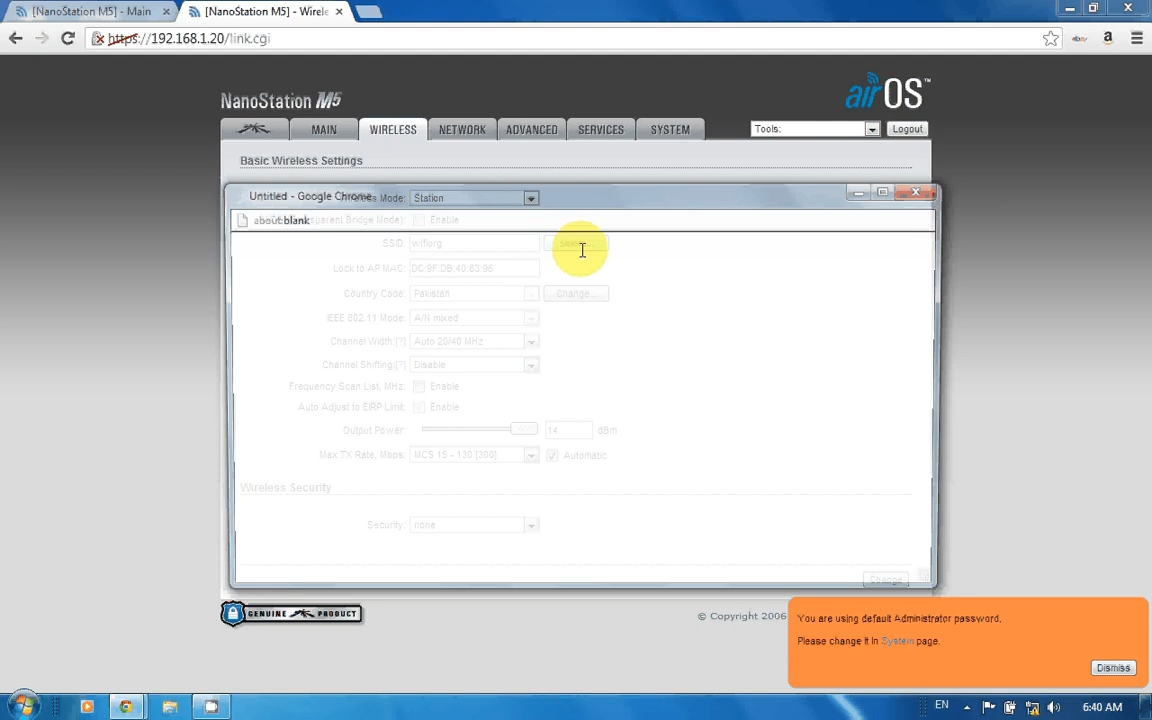 [NanoStation M5] - Main
[NanoStation M5] - Wirele
https://192.168.1.20/link.cgi
ebay
a
NanoStation M5
airOS™
MAIN
WIRELESS
NETWORK
ADVANCED
SERVICES
SYSTEM
Tools:
Logout
Basic Wireless Settings
Untitled - Google Chrome
Wireless Mode:
Station
about:blank
Bridge Mode):
Enable
SSID:
wifiorg
Select...
Lock to AP MAC:
DC:9F:DB:40:83:96
Country Code:
Pakistan
Change...
IEEE 802.11 Mode:
A/N mixed
Channel Width:[?]
Auto 20/40 MHz
Channel Shifting:[?]
Disable
Frequency Scan List, MHz:
Enable
Auto Adjust to EIRP Limit:
Enable
Output Power:
14
dBm
Max TX Rate, Mbps:
MCS 15 - 130 [300]
Automatic
Wireless Security
Security:
none
Change
GENUINE PRODUCT
© Copyright 2006
You are using default Administrator password.
Please change it in System page.
Dismiss
EN
6:40 AM